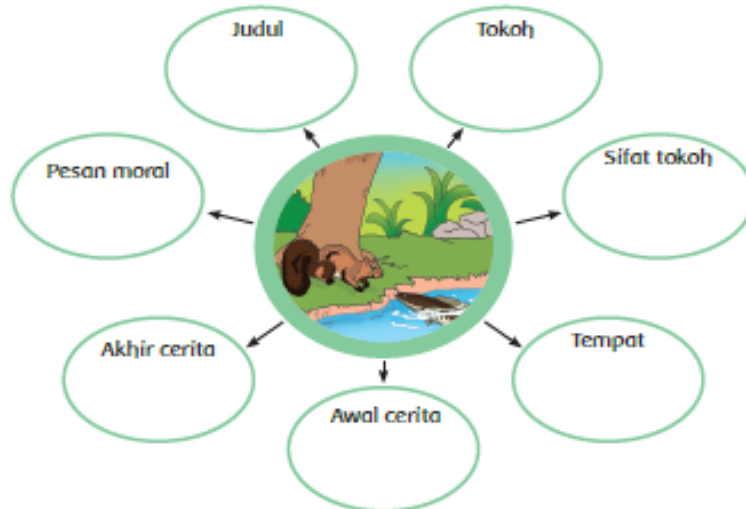 Judul
Tokoh
Pesan moral
Sifat tokoh
Akhir cerita
Tempat
Awal cerita